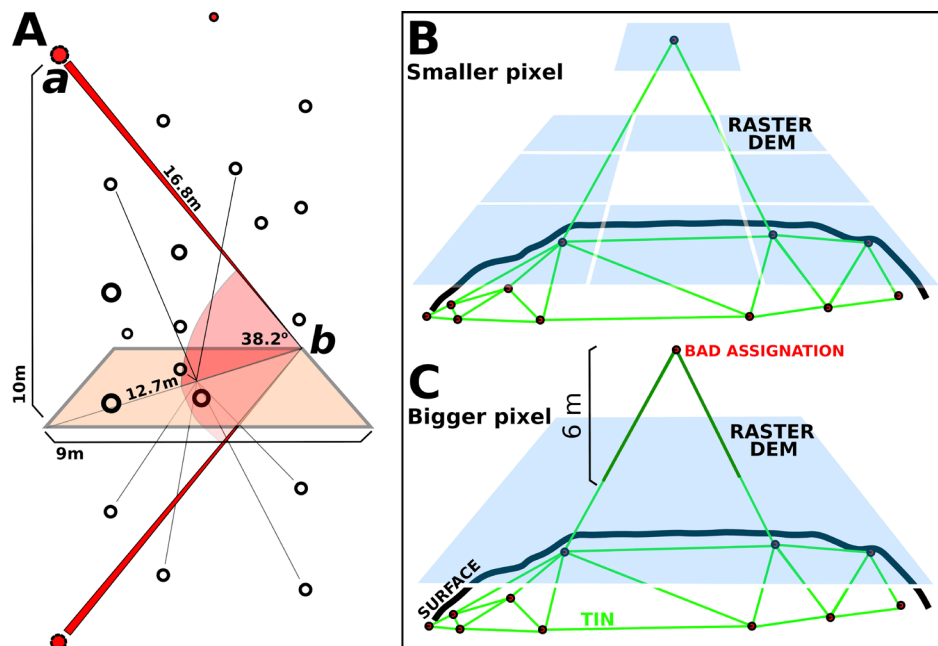 A
a
16.8m
38.2°
b
12.7m
10m
9m
B
Smaller pixel
RASTER
DEM
C
Bigger pixel
BAD ASSIGNATION
6 m
RASTER
DEM
SURFACE
TIN